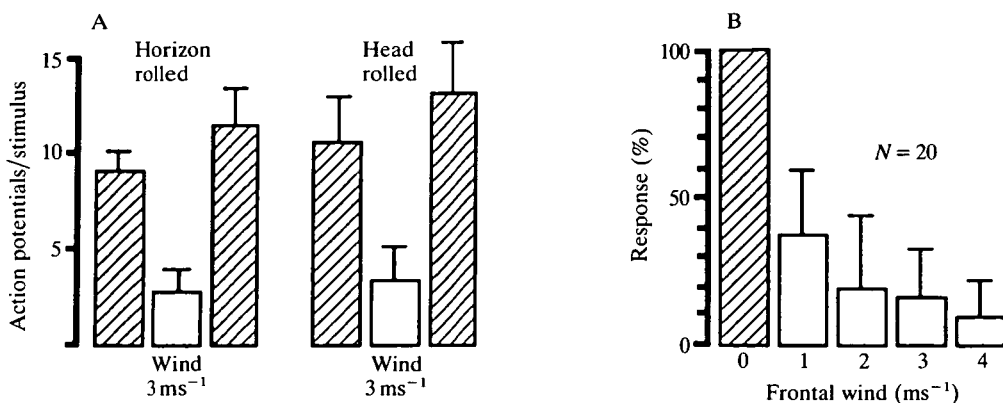 A
Action potentials/stimulus
15
10
5
Horizon
rolled
Head
rolled
Wind
3 ms⁻¹
Wind
3 ms⁻¹
B
Response (%)
100
50
0
N = 20
0 1 2 3 4
Frontal wind (ms⁻¹)